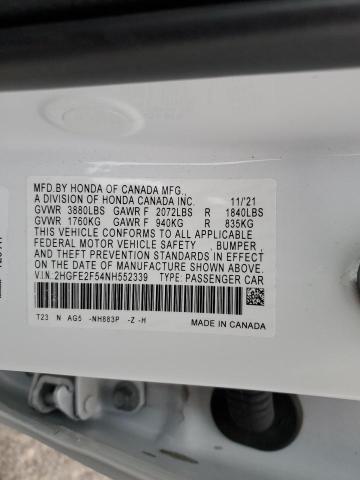 MFD.BY HONDA OF CANADA MFG.,
A DIVISION OF HONDA CANADA INC. 11/'21
GVWR 3880LBS GAWR F 2072LBS R 1840LBS
GVWR 1760KG GAWR F 940KG R 835KG
THIS VEHICLE CONFORMS TO ALL APPLICABLE
FEDERAL MOTOR VEHICLE SAFETY, BUMPER, AND
THEFT PREVENTION STANDARDS IN EFFECT ON THE
DATE OF MANUFACTURE SHOWN ABOVE.
V.I.N: 2HGFE2F54NH552339 TYPE: PASSENGER CAR
T23 N AG5 -NH883P -Z -H MADE IN CANADA